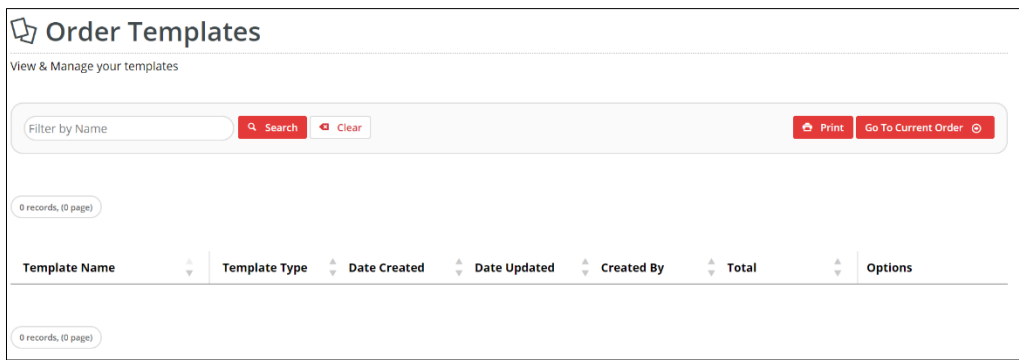 Order Templates
View & Manage your templates
Filter by Name Search Clear Print Go To Current Order
0 records, (0 page)
Template Name Template Type Date Created Date Updated Created By Total Options
0 records, (0 page)